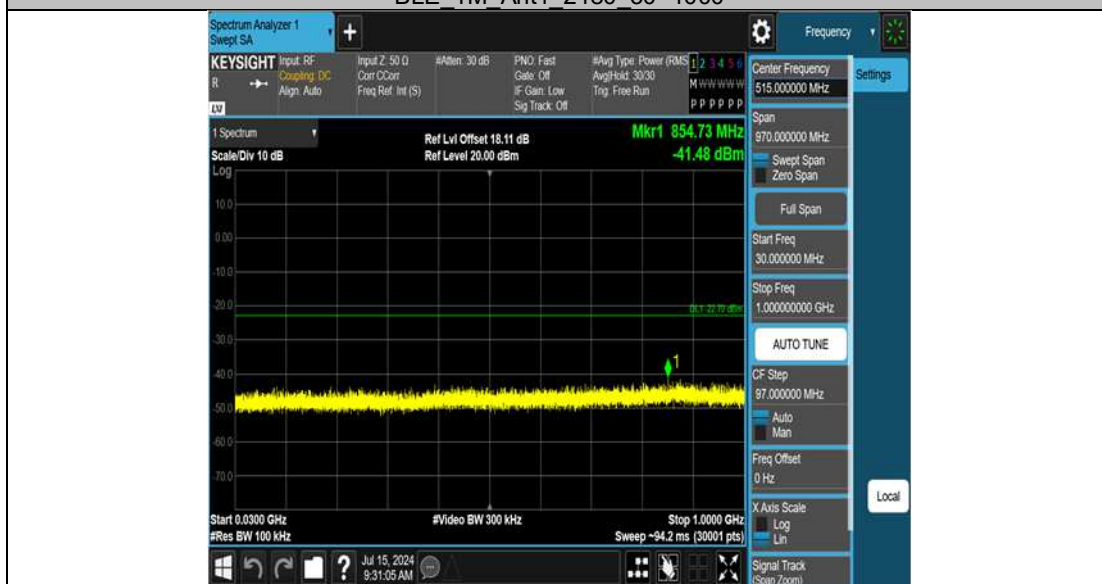 Spectrum Analyzer 1
Swept SA
+
Frequency
KEYSIGHT
R
LV
Input: RF
Coupling: DC
Align: Auto
Input Z: 50 Ω
Corr CCorr
Freq Ref: Int (S)
#Atten: 30 dB
PNO: Fast
Gate: Off
IF Gain: Low
Sig Track: Off
#Avg Type: Power (RMS
Avg|Hold: 30/30
Trig: Free Run
1 2 3 4 5 6
M W W W W W
P P P P P P
Center Frequency
515.000000 MHz
Settings
1 Spectrum
Scale/Div 10 dB
Log
Ref Lvl Offset 18.11 dB
Ref Level 20.00 dBm
Mkr1 854.73 MHz
-41.48 dBm
Span
970.000000 MHz
Swept Span
Zero Span
Full Span
Start Freq
30.000000 MHz
Stop Freq
1.000000000 GHz
AUTO TUNE
CF Step
97.000000 MHz
Auto
Man
Freq Offset
0 Hz
X Axis Scale
Log
Lin
Signal Track
(Span Zoom)
Local
10.0
0.00
-10.0
-20.0
-30.0
-40.0
-50.0
-60.0
-70.0
DL1 -22.70 dBm
1
Start 0.0300 GHz
#Res BW 100 kHz
#Video BW 300 kHz
Stop 1.0000 GHz
Sweep ~94.2 ms (30001 pts)
?
Jul 15, 2024
9:31:05 AM